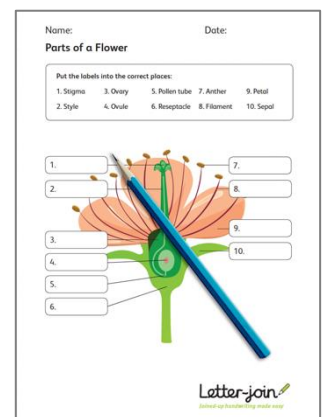 Name: Date:
Parts of a Flower
Put the labels into the correct places:
1. Stigma 3. Ovary 5. Pollen tube 7. Anther 9. Petal
2. Style 4. Ovule 6. Receptacle 8. Filament 10. Sepal
1. 7.
2. 8.
9.
3. 10.
4.
5.
6.
Letter-join
Joined-up handwriting made easy